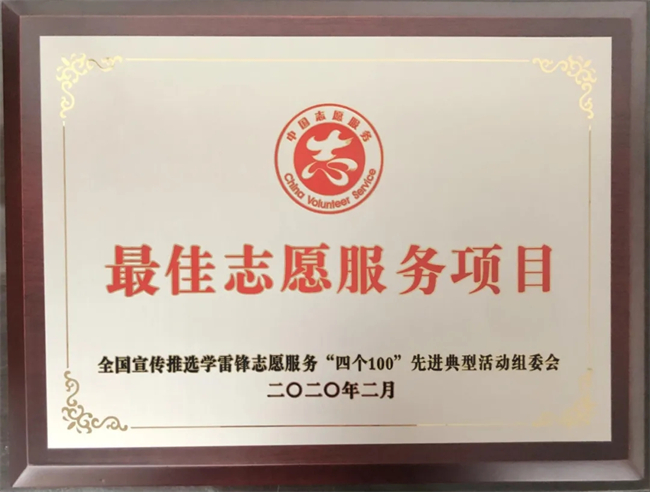 中国志愿服务
China Volunteer Service
最佳志愿服务项目
全国宣传推选学雷锋志愿服务“四个100”先进典型活动组委会
二〇二〇年二月